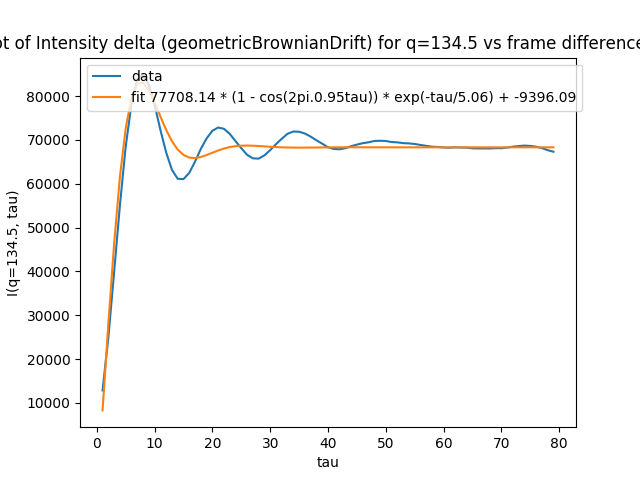 ot of Intensity delta (geometricBrownianDrift) for q=134.5 vs frame difference
data
fit 77708.14 * (1 - cos(2pi.0.95tau)) * exp(-tau/5.06) + -9396.09
I(q=134.5, tau)
80000
70000
60000
50000
40000
30000
20000
10000
0 10 20 30 40 50 60 70 80
tau